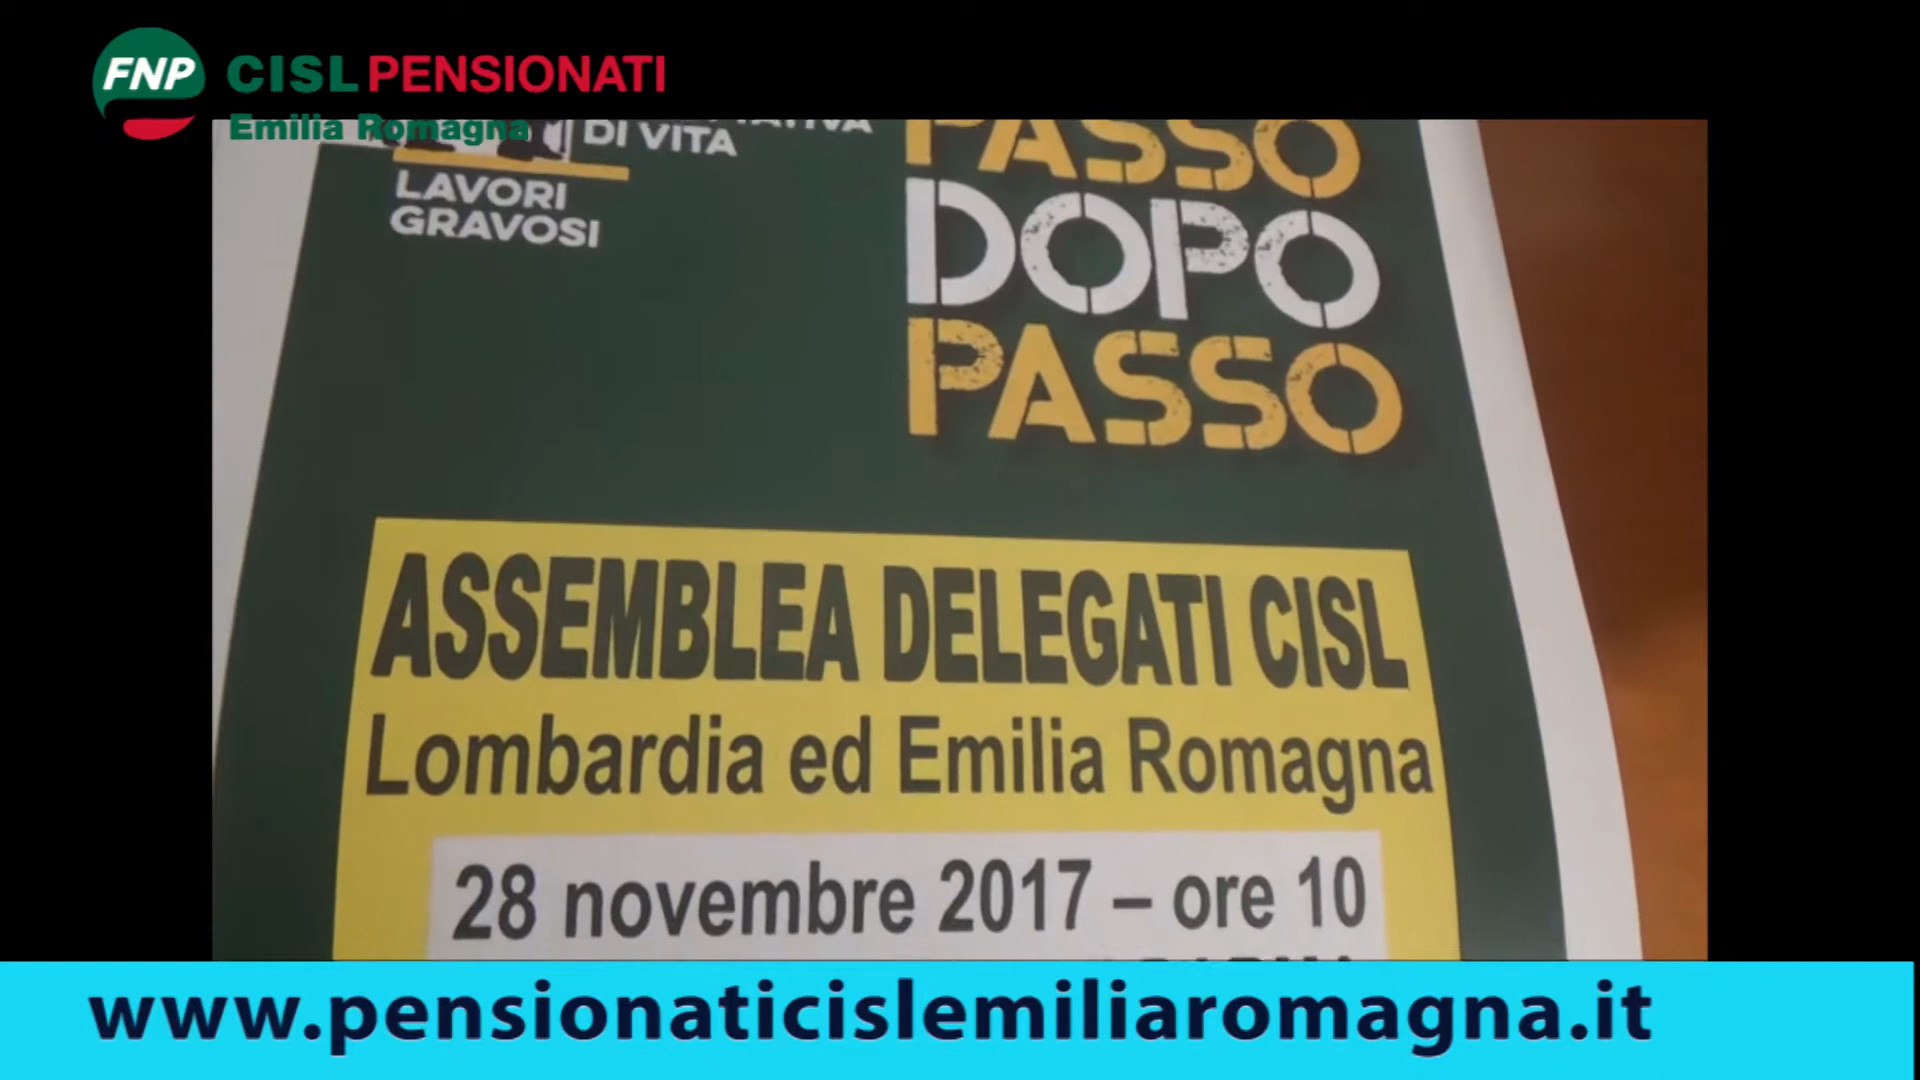 FNP CISL PENSIONATI
Emilia Romagna
DI VITA
LAVORI
GRAVOSI
PASSO
DOPO
PASSO
ASSEMBLEA DELEGATI CISL
Lombardia ed Emilia Romagna
28 novembre 2017 – ore 10
www.pensionaticislemiliaromagna.it